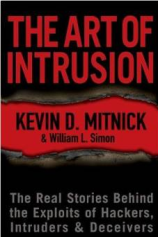 THE ART OF
INTRUSION
KEVIN D. MITNICK
& William L. Simon
The Real Stories Behind
the Exploits of Hackers,
Intruders & Deceivers